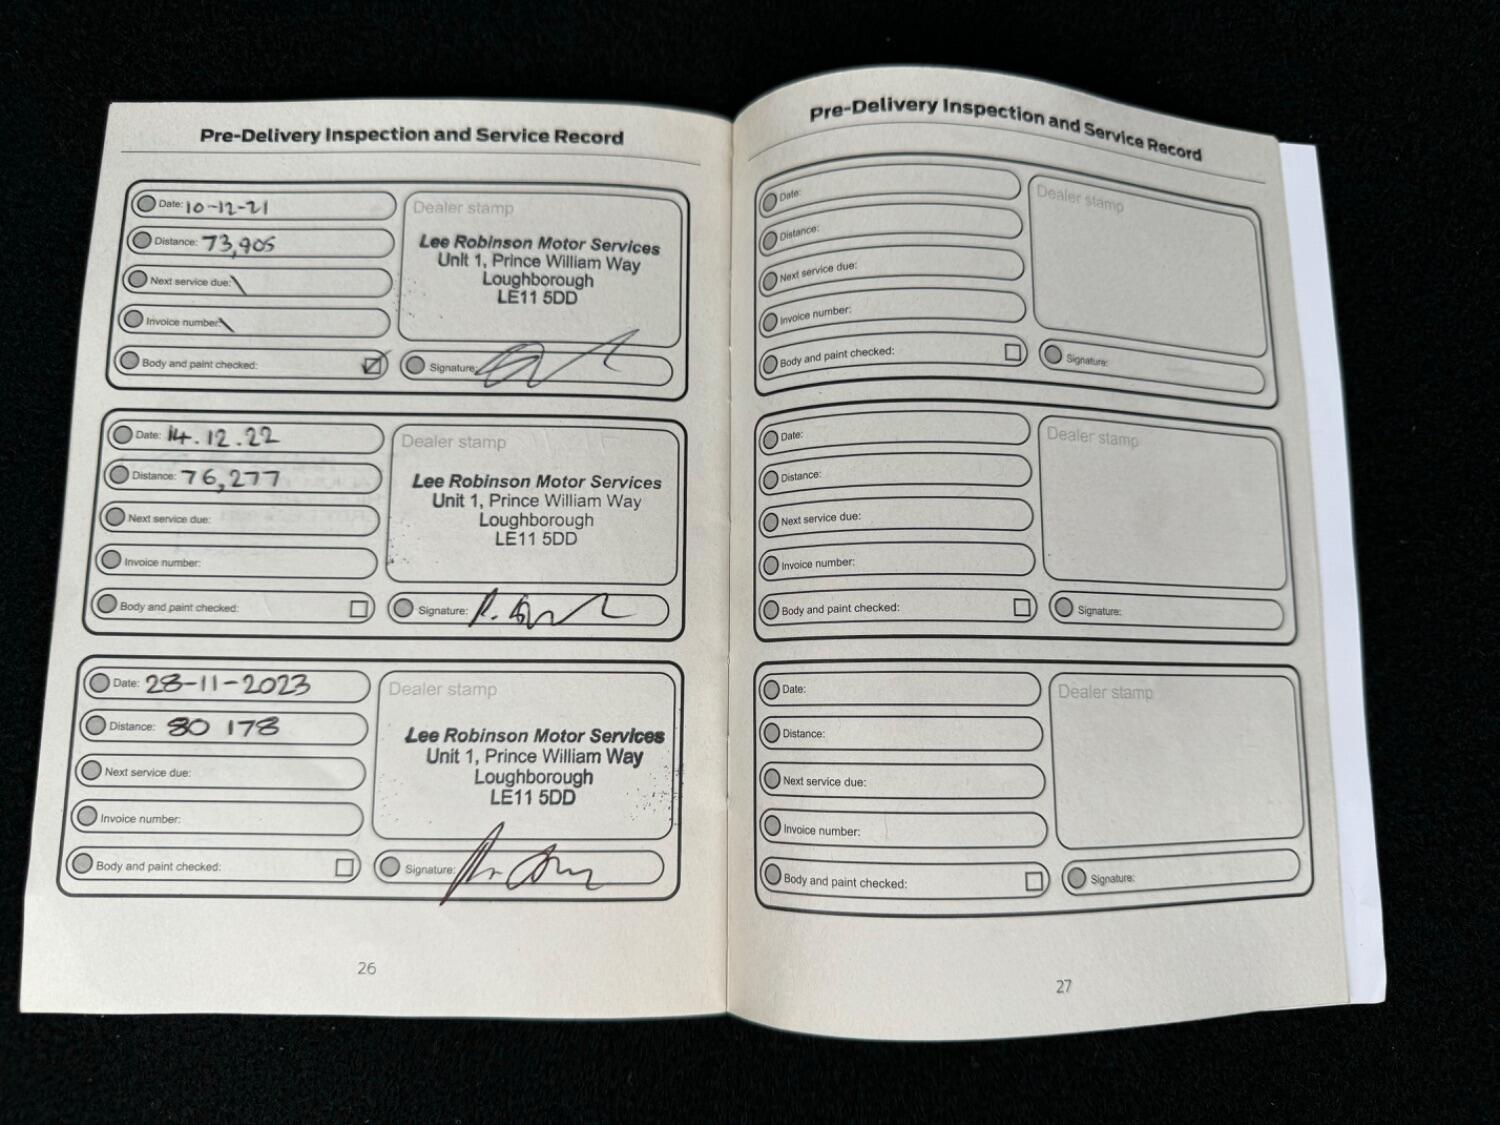 Pre-Delivery Inspection and Service Record
Date: 10-12-21
Distance: 73,905
Next service due: \
Invoice number: \
Body and paint checked:
Dealer stamp
Lee Robinson Motor Services
Unit 1, Prince William Way
Loughborough
LE11 5DD
Signature:
Date: 14.12.22
Distance: 76,277
Next service due:
Invoice number:
Body and paint checked:
Dealer stamp
Lee Robinson Motor Services
Unit 1, Prince William Way
Loughborough
LE11 5DD
Signature:
Date: 28-11-2023
Distance: 80 178
Next service due:
Invoice number:
Body and paint checked:
Dealer stamp
Lee Robinson Motor Services
Unit 1, Prince William Way
Loughborough
LE11 5DD
Signature:
26
Pre-Delivery Inspection and Service Record
Date:
Distance:
Next service due:
Invoice number:
Body and paint checked:
Dealer stamp
Signature:
Date:
Distance:
Next service due:
Invoice number:
Body and paint checked:
Dealer stamp
Signature:
Date:
Distance:
Next service due:
Invoice number:
Body and paint checked:
Dealer stamp
Signature:
27